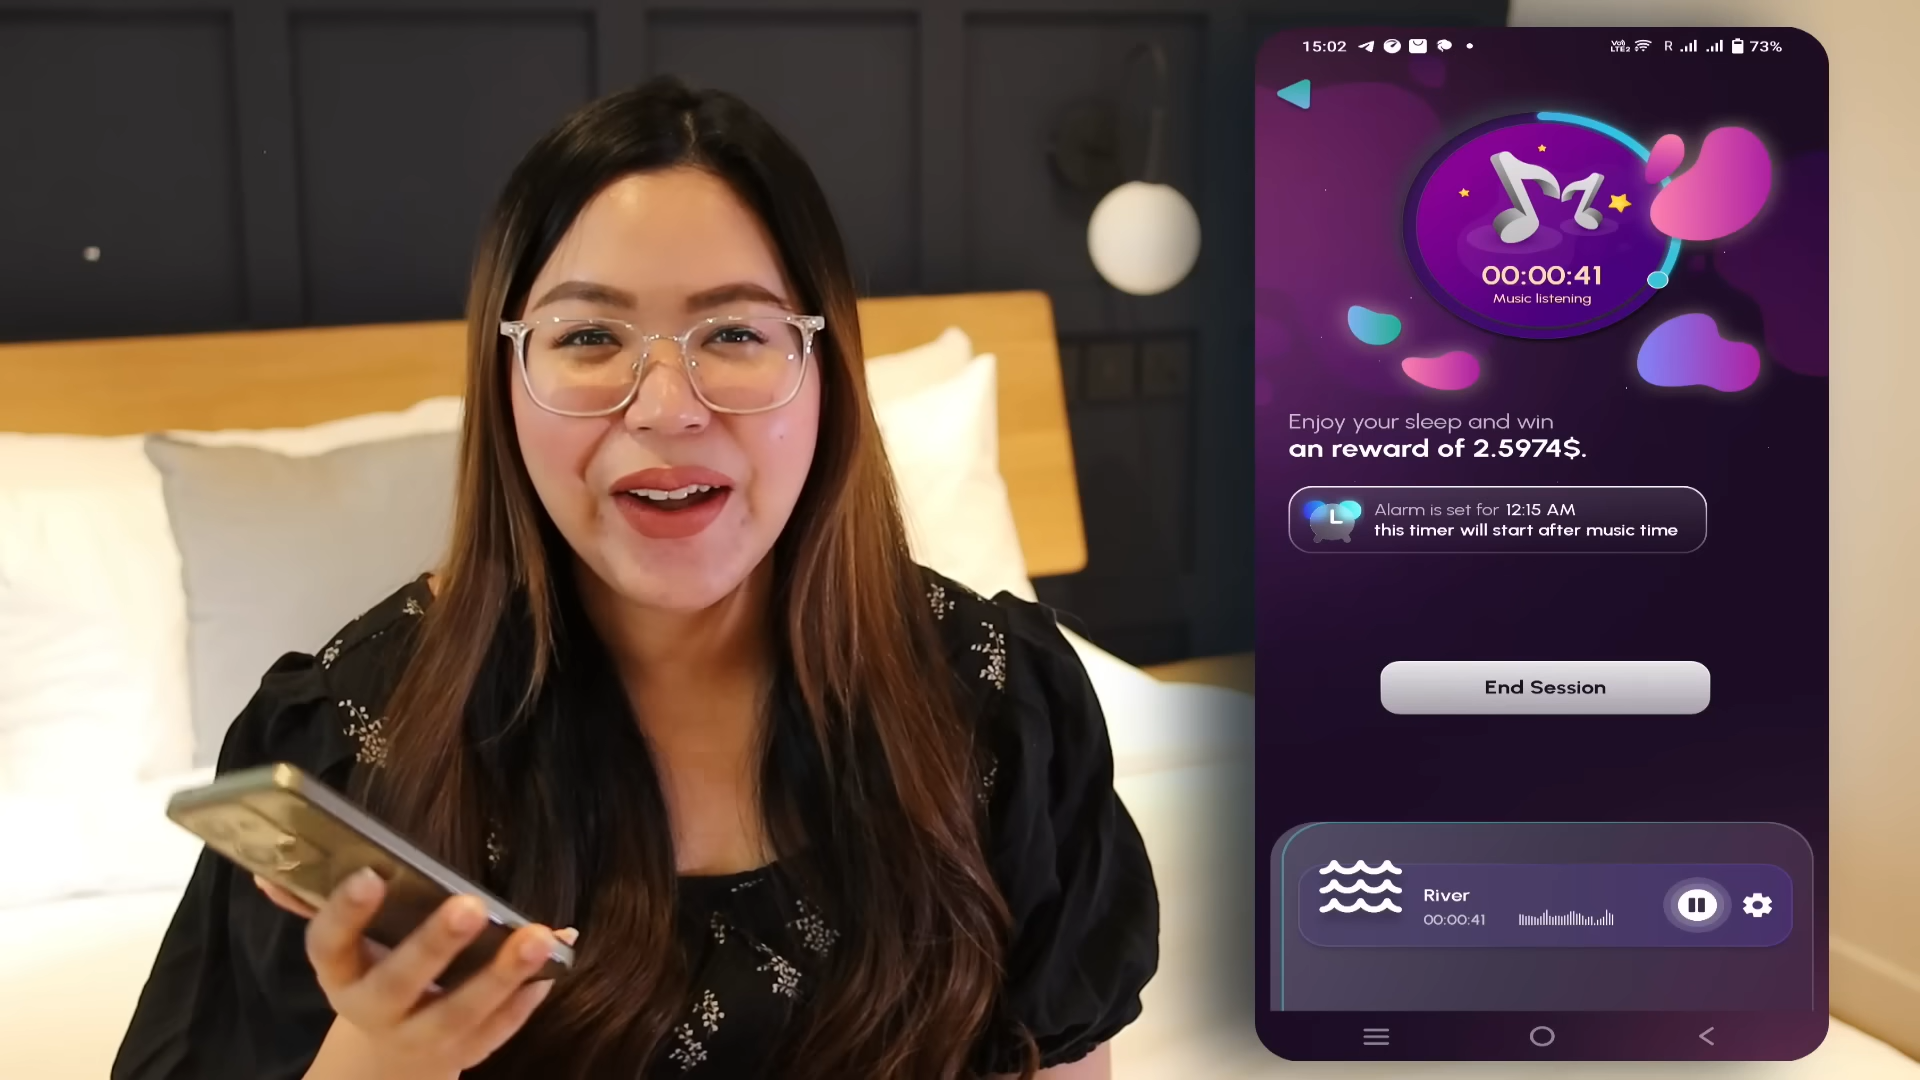 15:02
Vo)
LTE2
R
73%
00:00:41
Music listening
Enjoy your sleep and win
an reward of 2.5974$.
Alarm is set for 12:15 AM
this timer will start after music time
End Session
River
00:00:41